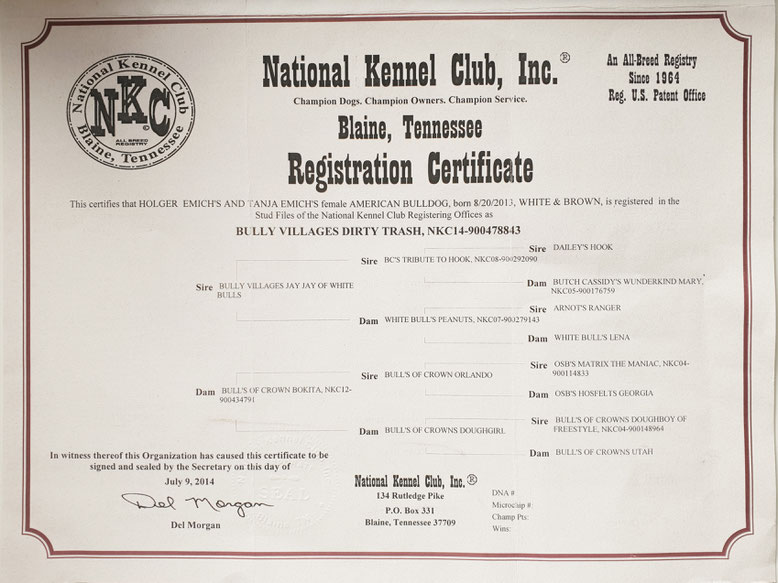 National Kennel Club
NKC
©
ALL BREED
REGISTRY
Blaine, Tennessee
National Kennel Club, Inc.®
Champion Dogs. Champion Owners. Champion Service.
Blaine, Tennessee
Registration Certificate
An All-Breed Registry
Since 1964
Reg. U.S. Patent Office
This certifies that HOLGER EMICH'S AND TANJA EMICH'S female AMERICAN BULLDOG, born 8/20/2013, WHITE & BROWN, is registered in the
Stud Files of the National Kennel Club Registering Offices as
BULLY VILLAGES DIRTY TRASH, NKC14-900478843
Sire DAILEY'S HOOK
Sire BC'S TRIBUTE TO HOOK, NKC08-900292090
Dam BUTCH CASSIDY'S WUNDERKIND MARY,
NKC05-900176759
Sire BULLY VILLAGES JAY JAY OF WHITE
BULLS
Sire ARNOT'S RANGER
Dam WHITE BULL'S PEANUTS, NKC07-900279143
Dam WHITE BULL'S LENA
Sire OSB'S MATRIX THE MANIAC, NKC04-
900114833
Sire BULL'S OF CROWN ORLANDO
Dam OSB'S HOSFELTS GEORGIA
Dam BULL'S OF CROWN BOKITA, NKC12-
900434791
Sire BULL'S OF CROWNS DOUGHBOY OF
FREESTYLE, NKC04-900148964
Dam BULL'S OF CROWNS DOUGHGIRL
Dam BULL'S OF CROWNS UTAH
In witness thereof this Organization has caused this certificate to be
signed and sealed by the Secretary on this day of
July 9, 2014
Del Morgan
Del Morgan
National Kennel Club, Inc.®
134 Rutledge Pike
P.O. Box 331
Blaine, Tennessee 37709
DNA #
Microchip #:
Champ Pts:
Wins: